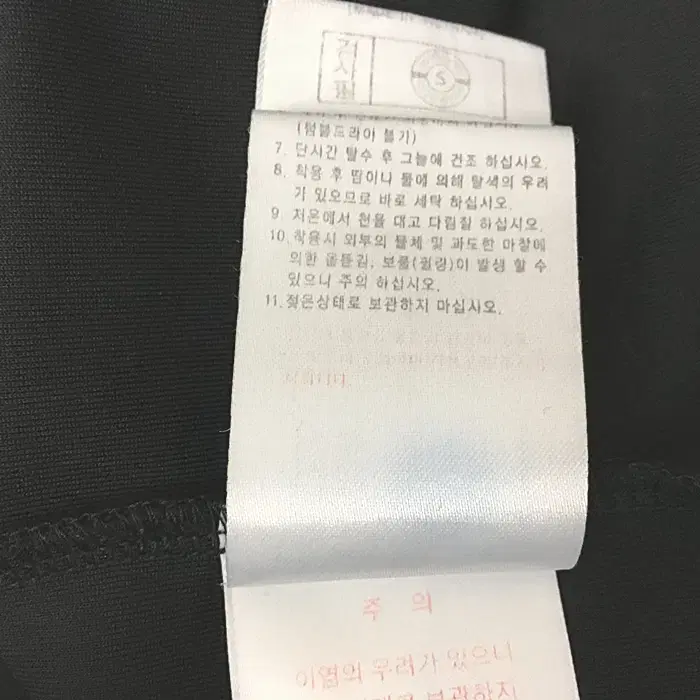 검사필
S
(텀블드라이 불가)
7. 단시간 탈수 후 그늘에 건조 하십시오.
8. 착용 후 땀이나 물에 의해 탈색의 우려
가 있으므로 바로 세탁 하십시오.
9. 저온에서 천을 대고 다림질 하십시오.
10. 착용시 외부의 물체 및 과도한 마찰에
의한 올뜯김, 보풀(필링)이 발생 할 수
있으니 주의 하십시오.
11. 젖은상태로 보관하지 마십시오.
주 의
이염의 우려가 있으니
보관하지